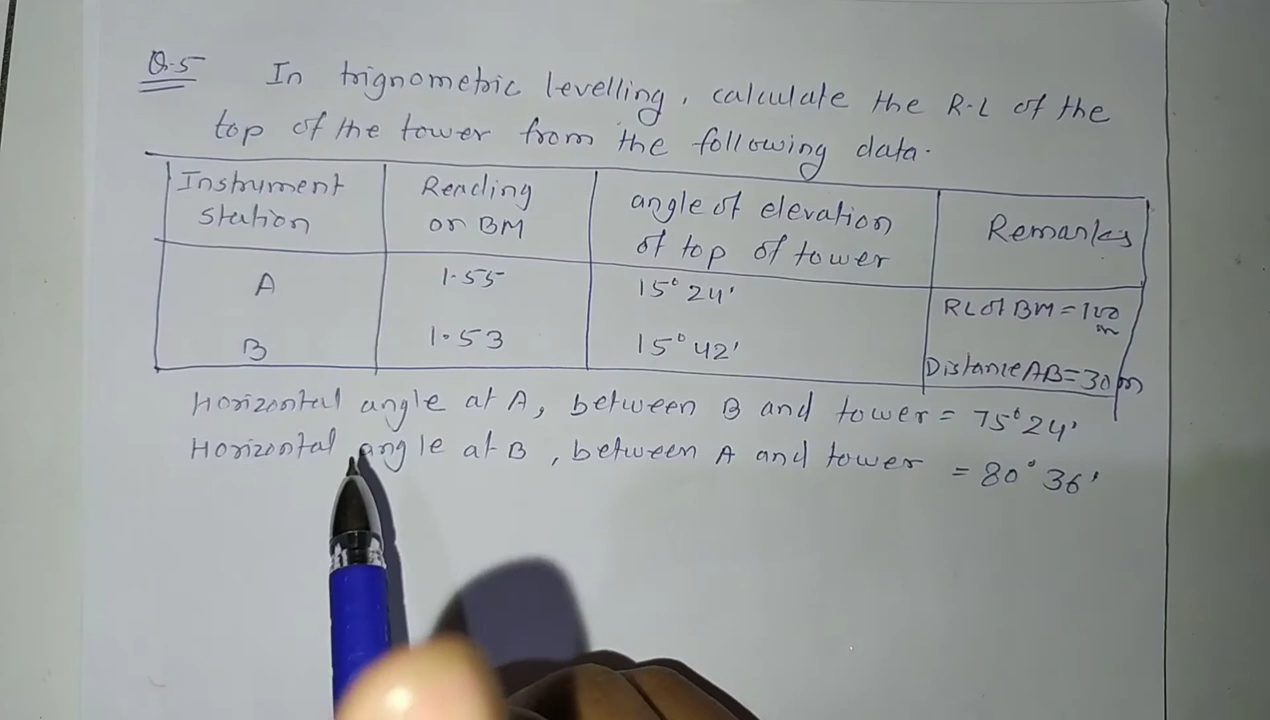 Q.5 In trignometric levelling, calculate the R.L of the
top of the tower from the following data.
Instrument station | Reading on BM | angle of elevation of top of tower | Remarks
A | 1.55 | 15° 24' | RL of BM = 100 m
B | 1.53 | 15° 42' | Distance AB = 30 m
Horizontal angle at A, between B and tower = 75° 24'
Horizontal angle at B, between A and tower = 80° 36'